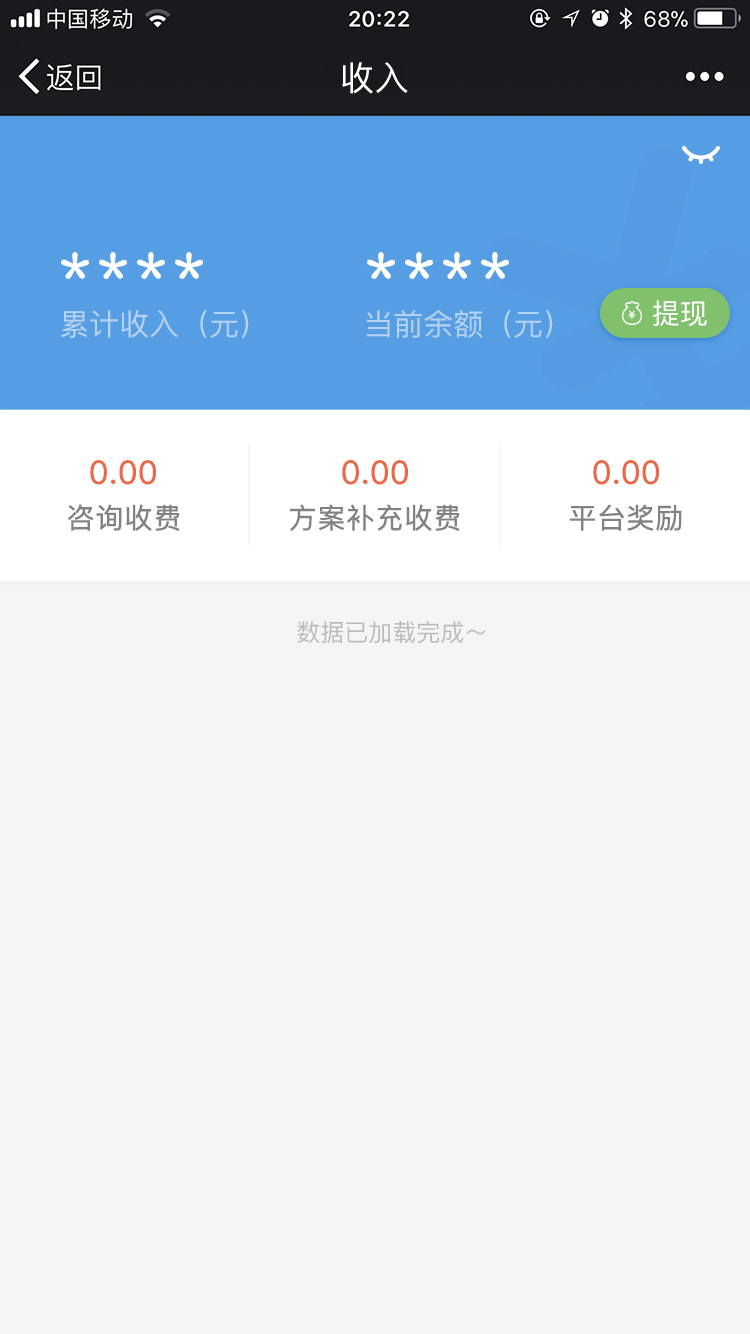 中国移动 20:22 68%
返回 收入
**** ****
累计收入（元） 当前余额（元） 提现
0.00 0.00 0.00
咨询收费 方案补充收费 平台奖励
数据已加载完成～